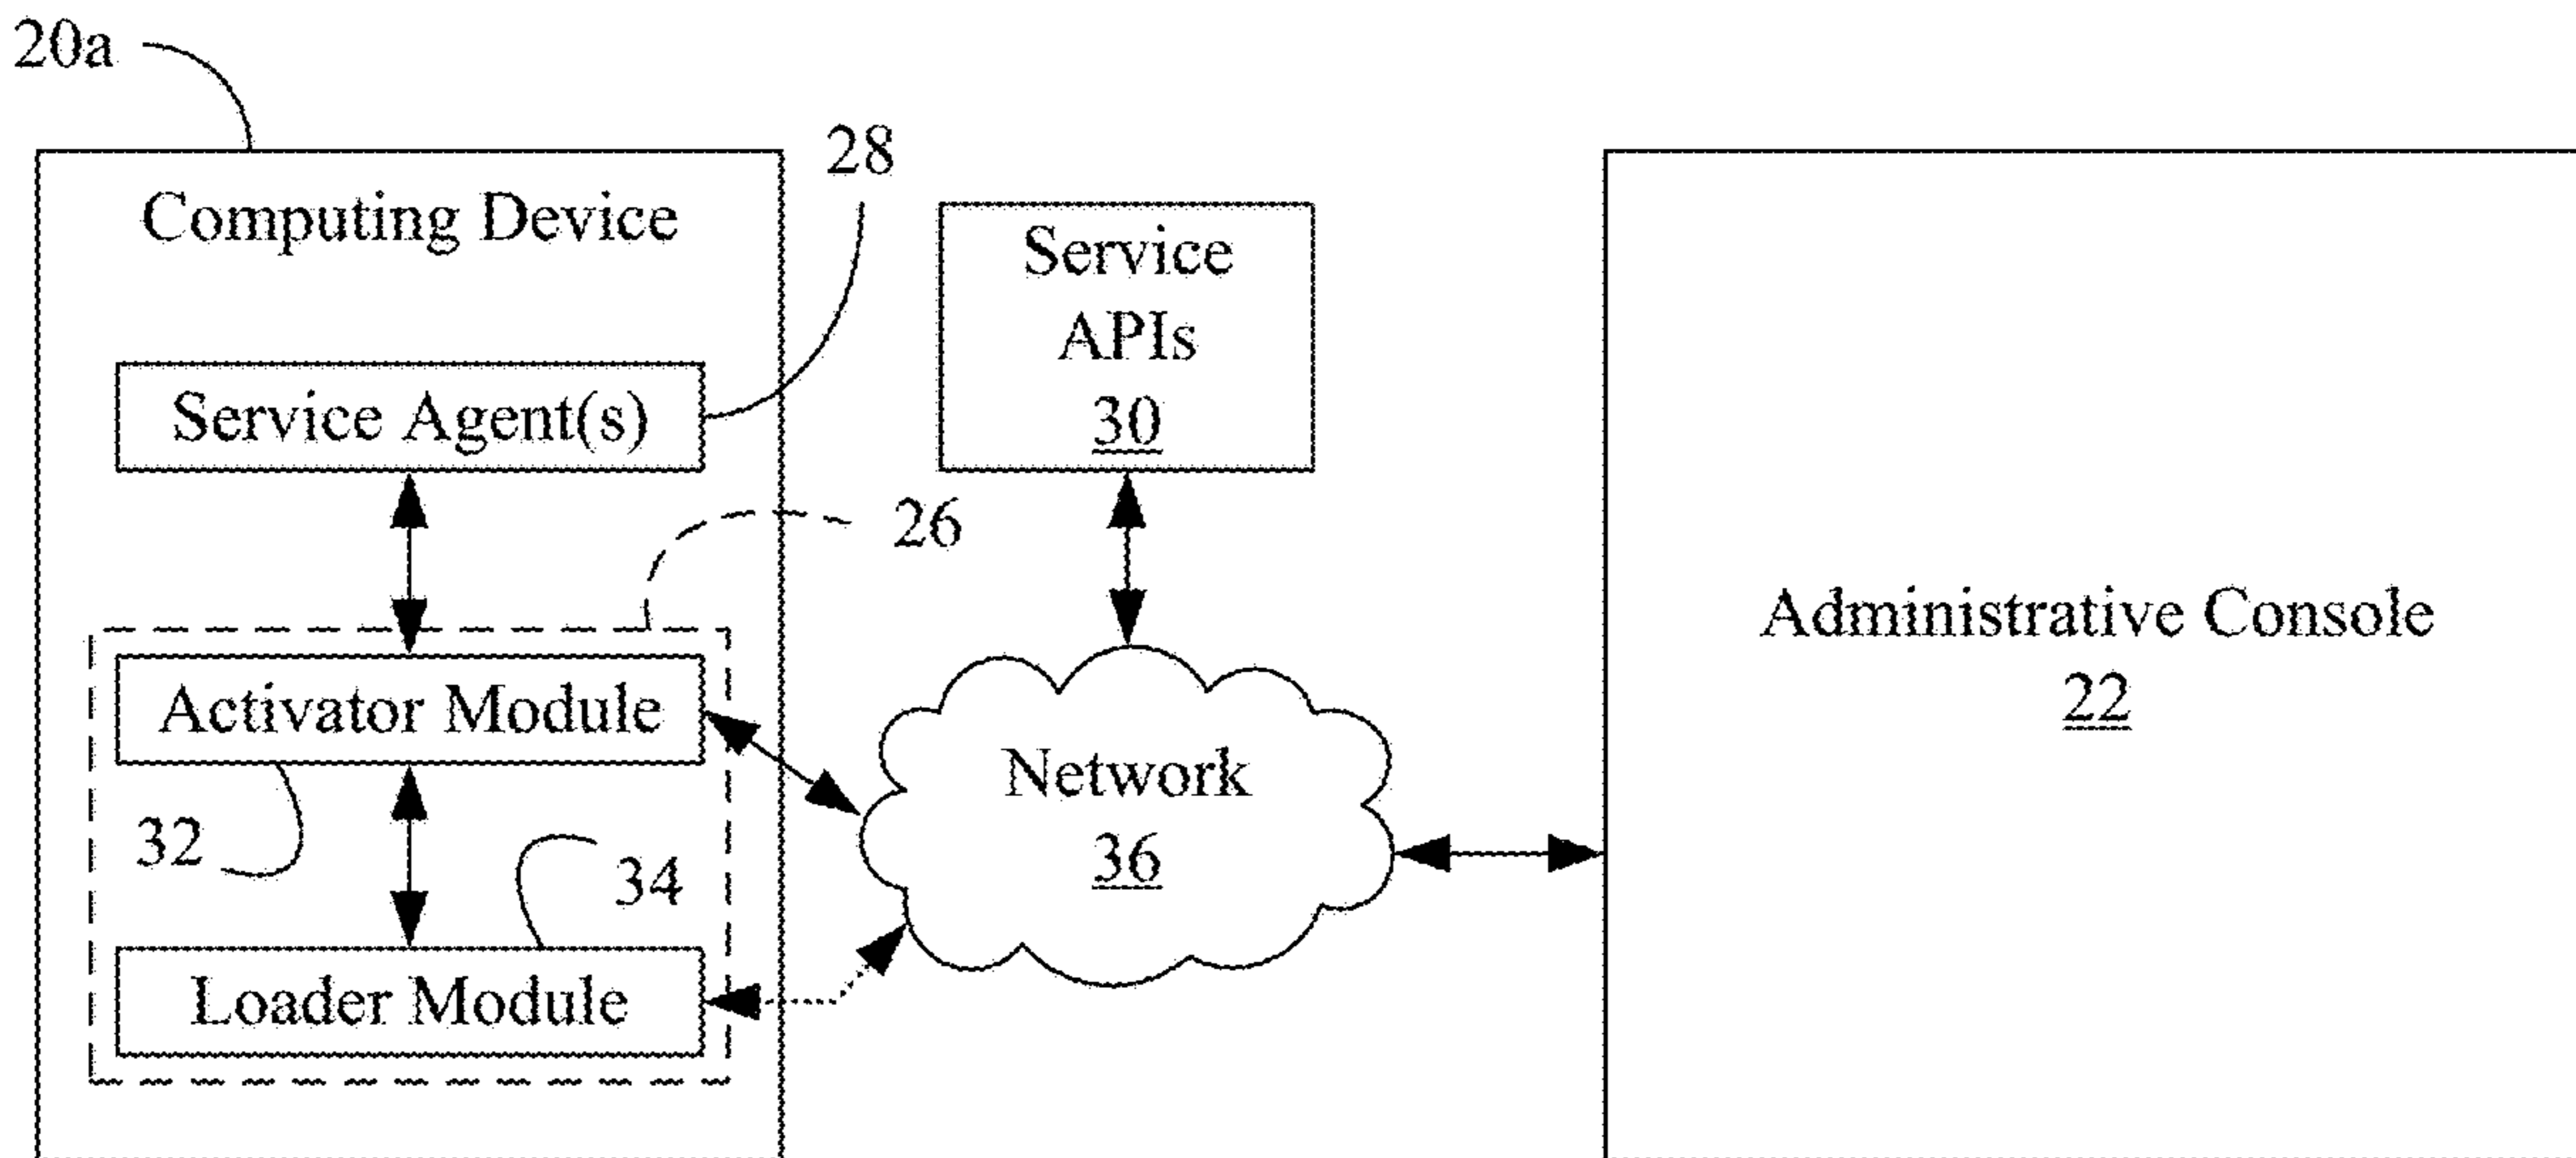 20a
Computing Device
28
Service Agent(s)
26
Activator Module
32
34
Loader Module
Service
APIs
30
Network
36
Administrative Console
22